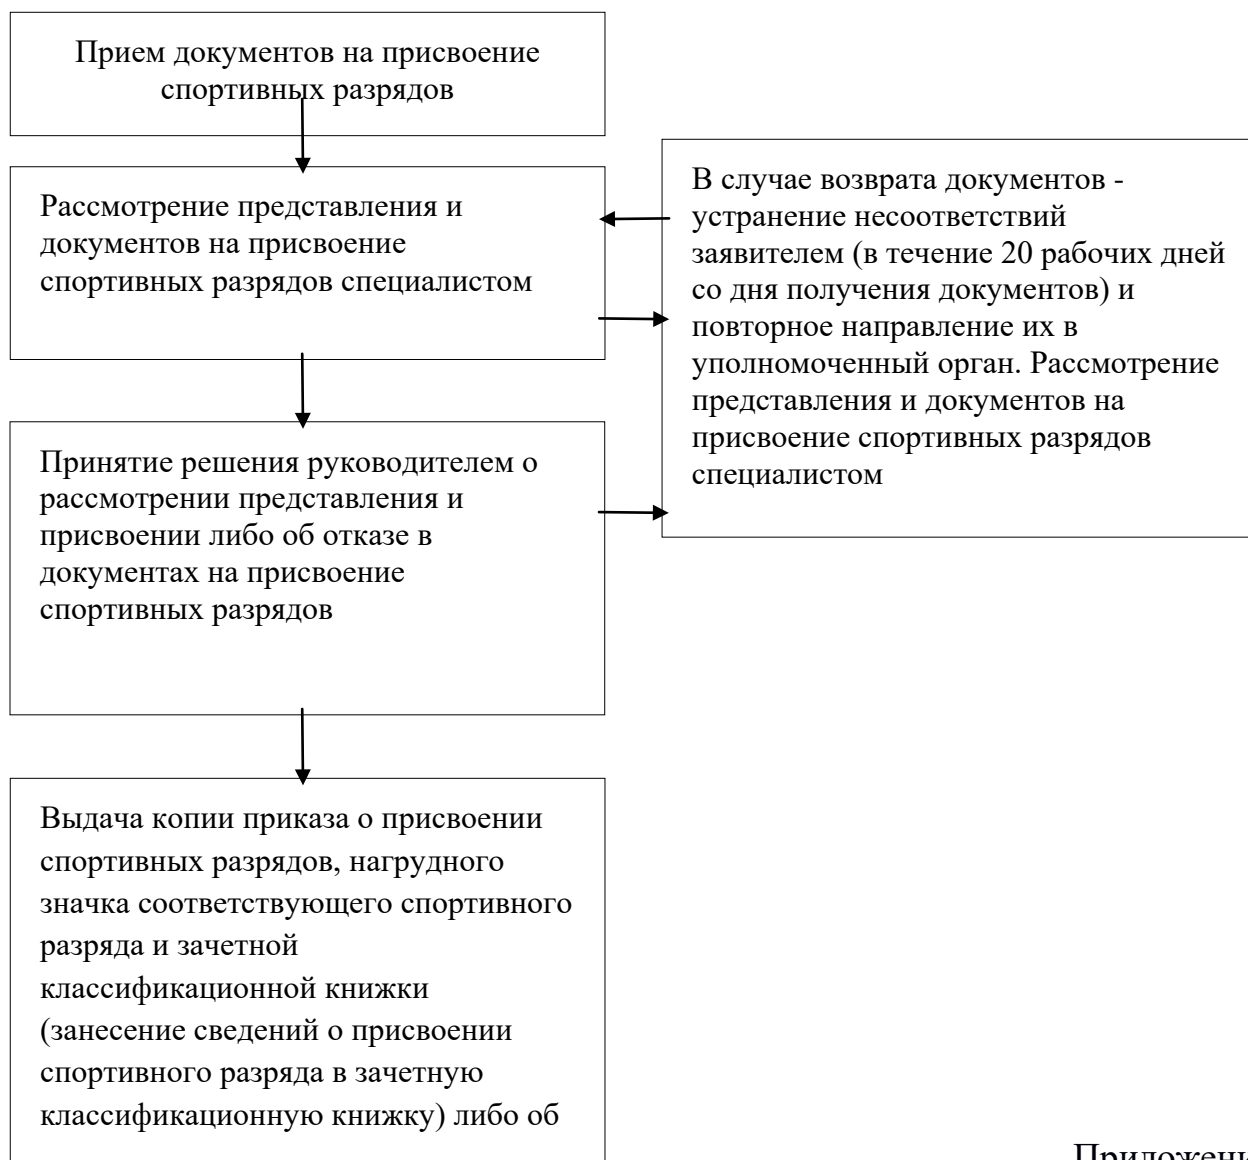 Прием документов на присвоение
спортивных разрядов
Рассмотрение представления и
документов на присвоение
спортивных разрядов специалистом
В случае возврата документов -
устранение несоответствий
заявителем (в течение 20 рабочих дней
со дня получения документов) и
повторное направление их в
уполномоченный орган. Рассмотрение
представления и документов на
присвоение спортивных разрядов
специалистом
Принятие решения руководителем о
рассмотрении представления и
присвоении либо об отказе в
документах на присвоение
спортивных разрядов
Выдача копии приказа о присвоении
спортивных разрядов, нагрудного
значка соответствующего спортивного
разряда и зачетной
классификационной книжки
(занесение сведений о присвоении
спортивного разряда в зачетную
классификационную книжку) либо об
Приложени